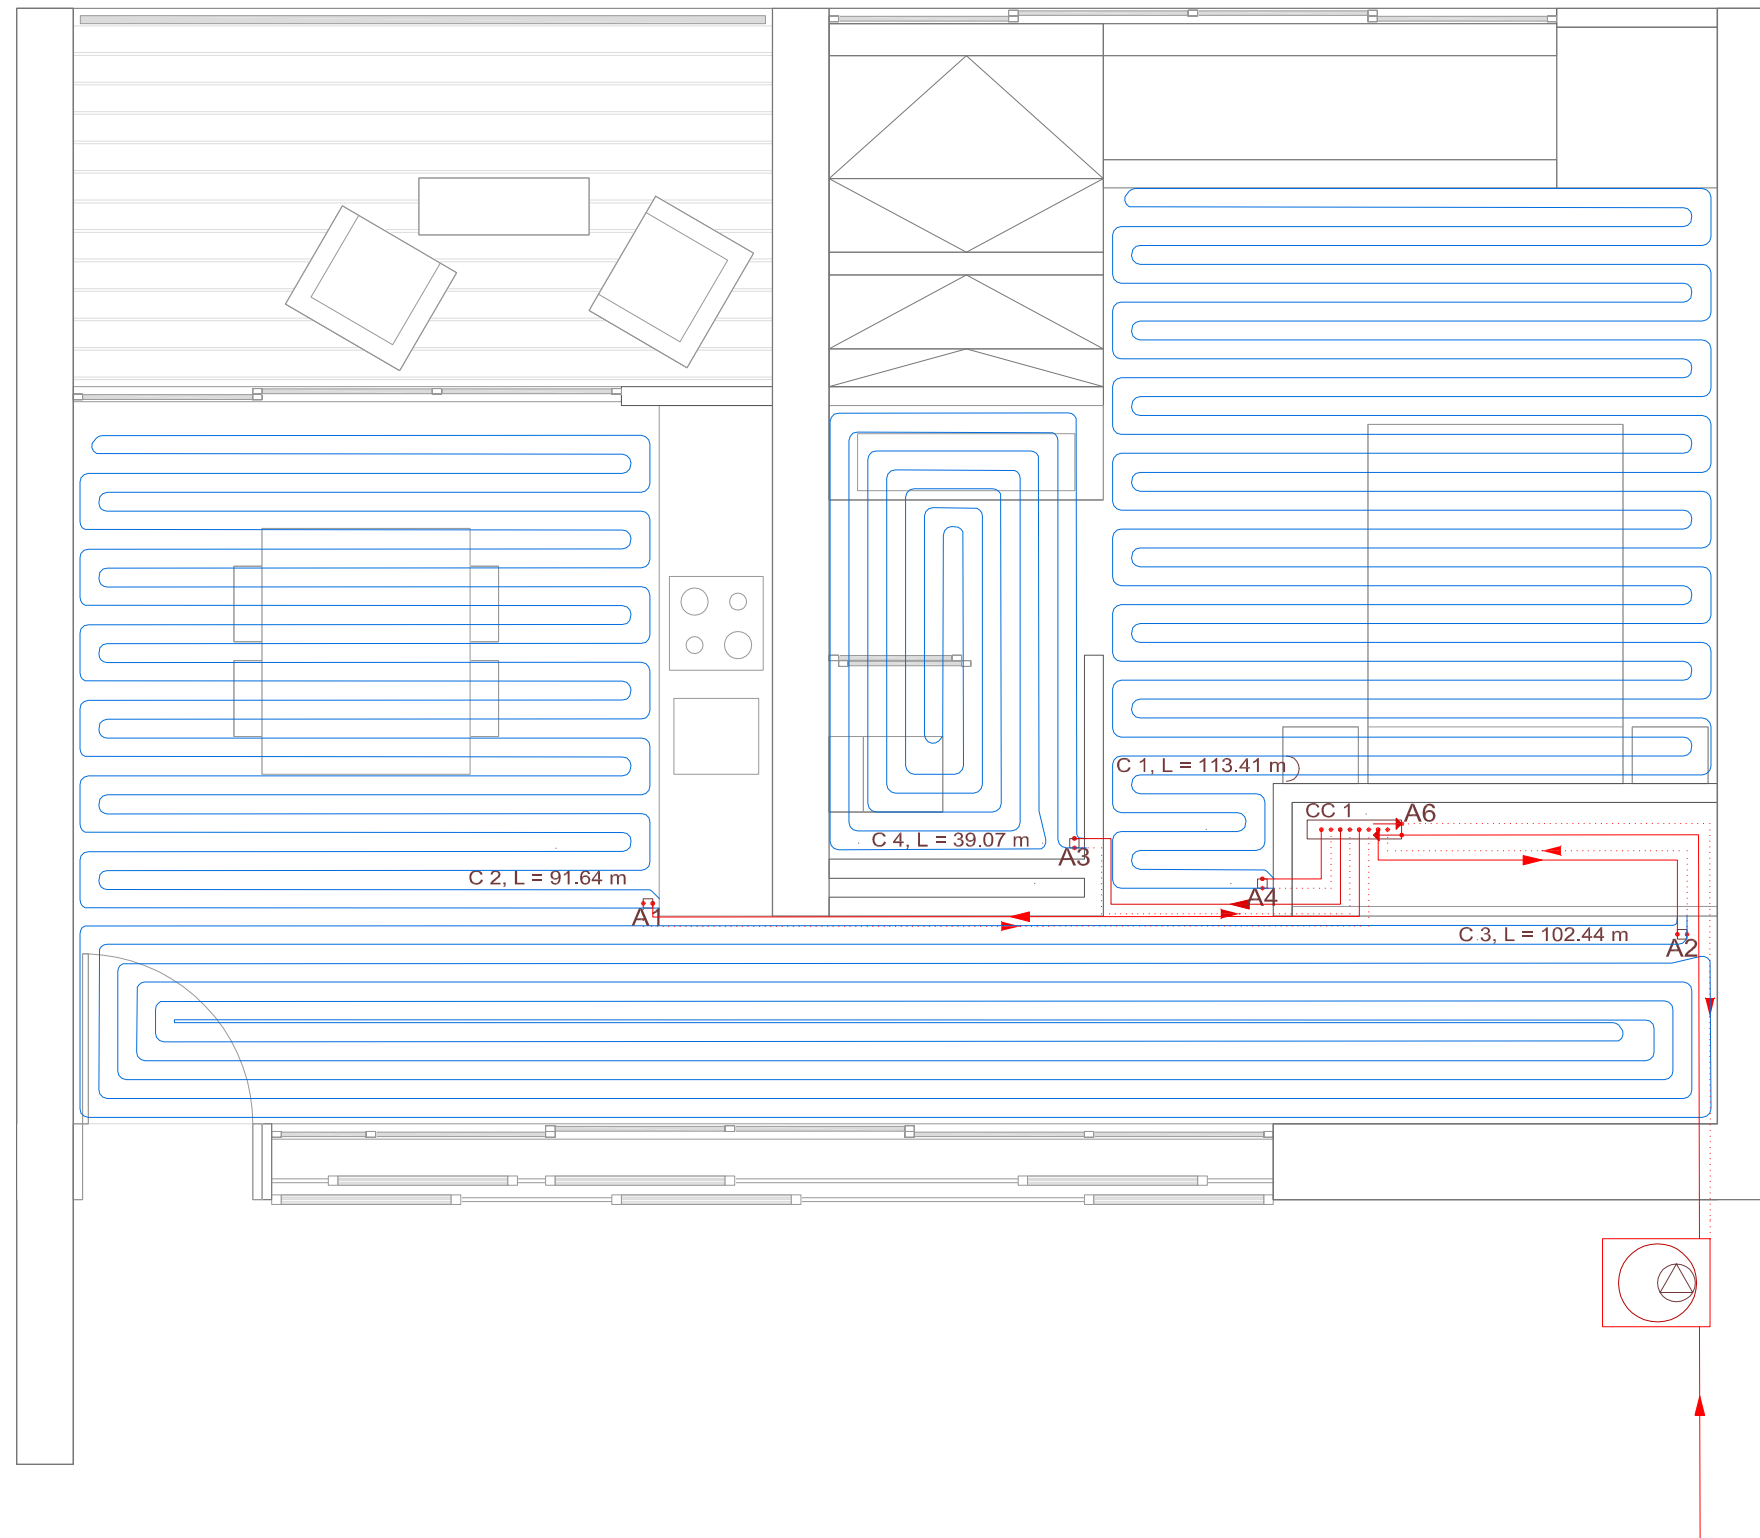 C 1, L = 113.41 m
CC 1
A6
C 4, L = 39.07 m
A3
C 2, L = 91.64 m
A4
A1
C 3, L = 102.44 m
A2